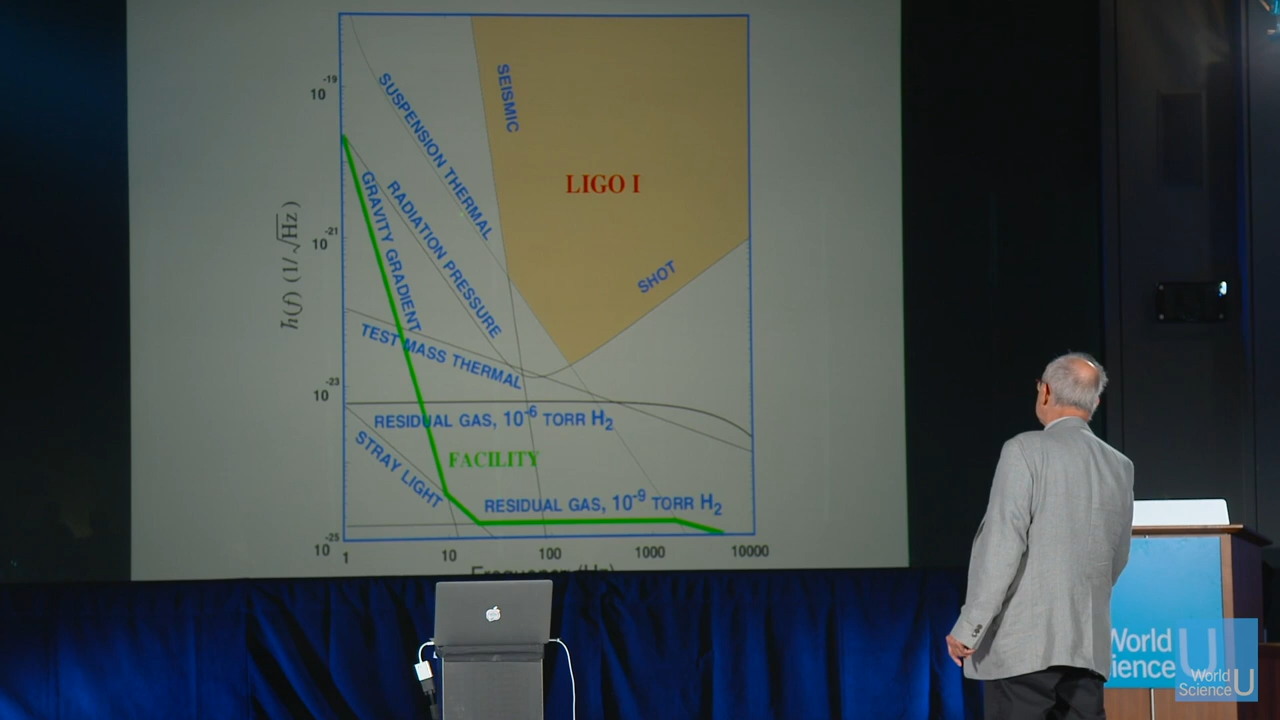 10-19
SEISMIC
SUSPENSION THERMAL
LIGO I
GRAVITY GRADIENT
RADIATION PRESSURE
10-21
h(f) (1/√Hz)
SHOT
TEST MASS THERMAL
10-23
RESIDUAL GAS, 10-6 TORR H2
STRAY LIGHT
FACILITY
RESIDUAL GAS, 10-9 TORR H2
10-25
1 10 100 1000 10000
Frequency (Hz)
World
Science U
World
Science U